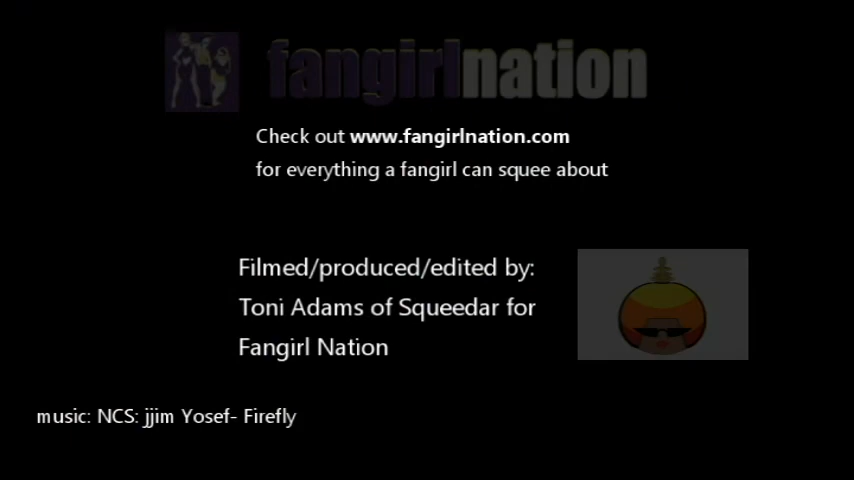 fangirlnation
Check out www.fangirlnation.com
for everything a fangirl can squee about
Filmed/produced/edited by:
Toni Adams of Squeedar for
Fangirl Nation
music: NCS: jjim Yosef- Firefly